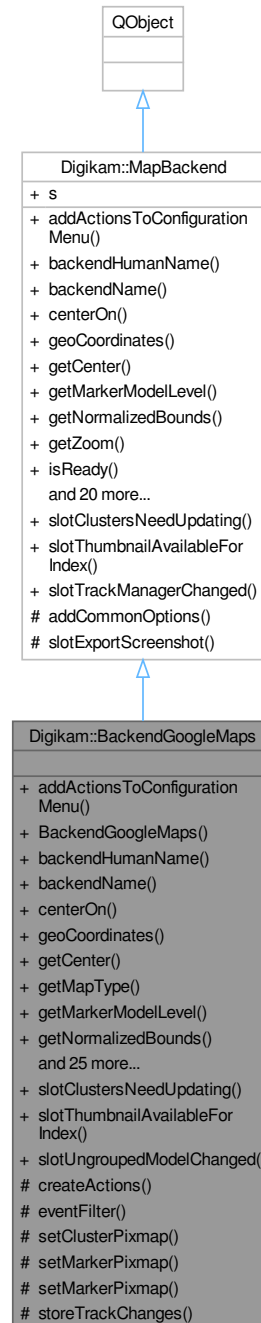 QObject
Digikam::MapBackend
+ s
+ addActionsToConfiguration
Menu()
+ backendHumanName()
+ backendName()
+ centerOn()
+ geoCoordinates()
+ getCenter()
+ getMarkerModelLevel()
+ getNormalizedBounds()
+ getZoom()
+ isReady()
and 20 more...
+ slotClustersNeedUpdating()
+ slotThumbnailAvailableFor
Index()
+ slotTrackManagerChanged()
# addCommonOptions()
# slotExportScreenshot()
Digikam::BackendGoogleMaps
+ addActionsToConfiguration
Menu()
+ BackendGoogleMaps()
+ backendHumanName()
+ backendName()
+ centerOn()
+ geoCoordinates()
+ getCenter()
+ getMapType()
+ getMarkerModelLevel()
+ getNormalizedBounds()
and 25 more...
+ slotClustersNeedUpdating()
+ slotThumbnailAvailableFor
Index()
+ slotUngroupedModelChanged(
# createActions()
# eventFilter()
# setClusterPixmap()
# setMarkerPixmap()
# setMarkerPixmap()
# storeTrackChanges()